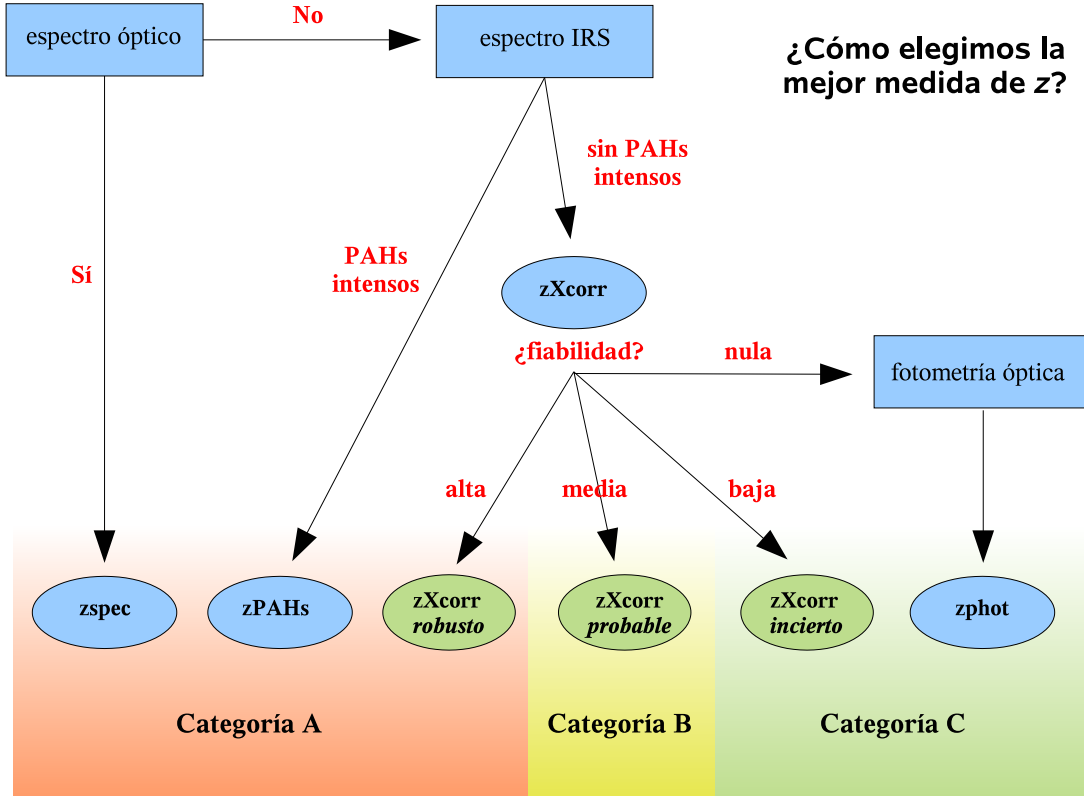 espectro óptico
No
espectro IRS
¿Cómo elegimos la
mejor medida de z?
sin PAHs
intensos
PAHs
intensos
Sí
zXcorr
¿fiabilidad?
nula
fotometría óptica
alta
media
baja
zspec
zPAHs
zXcorr
robusto
zXcorr
probable
zXcorr
incierto
zphot
Categoría A
Categoría B
Categoría C